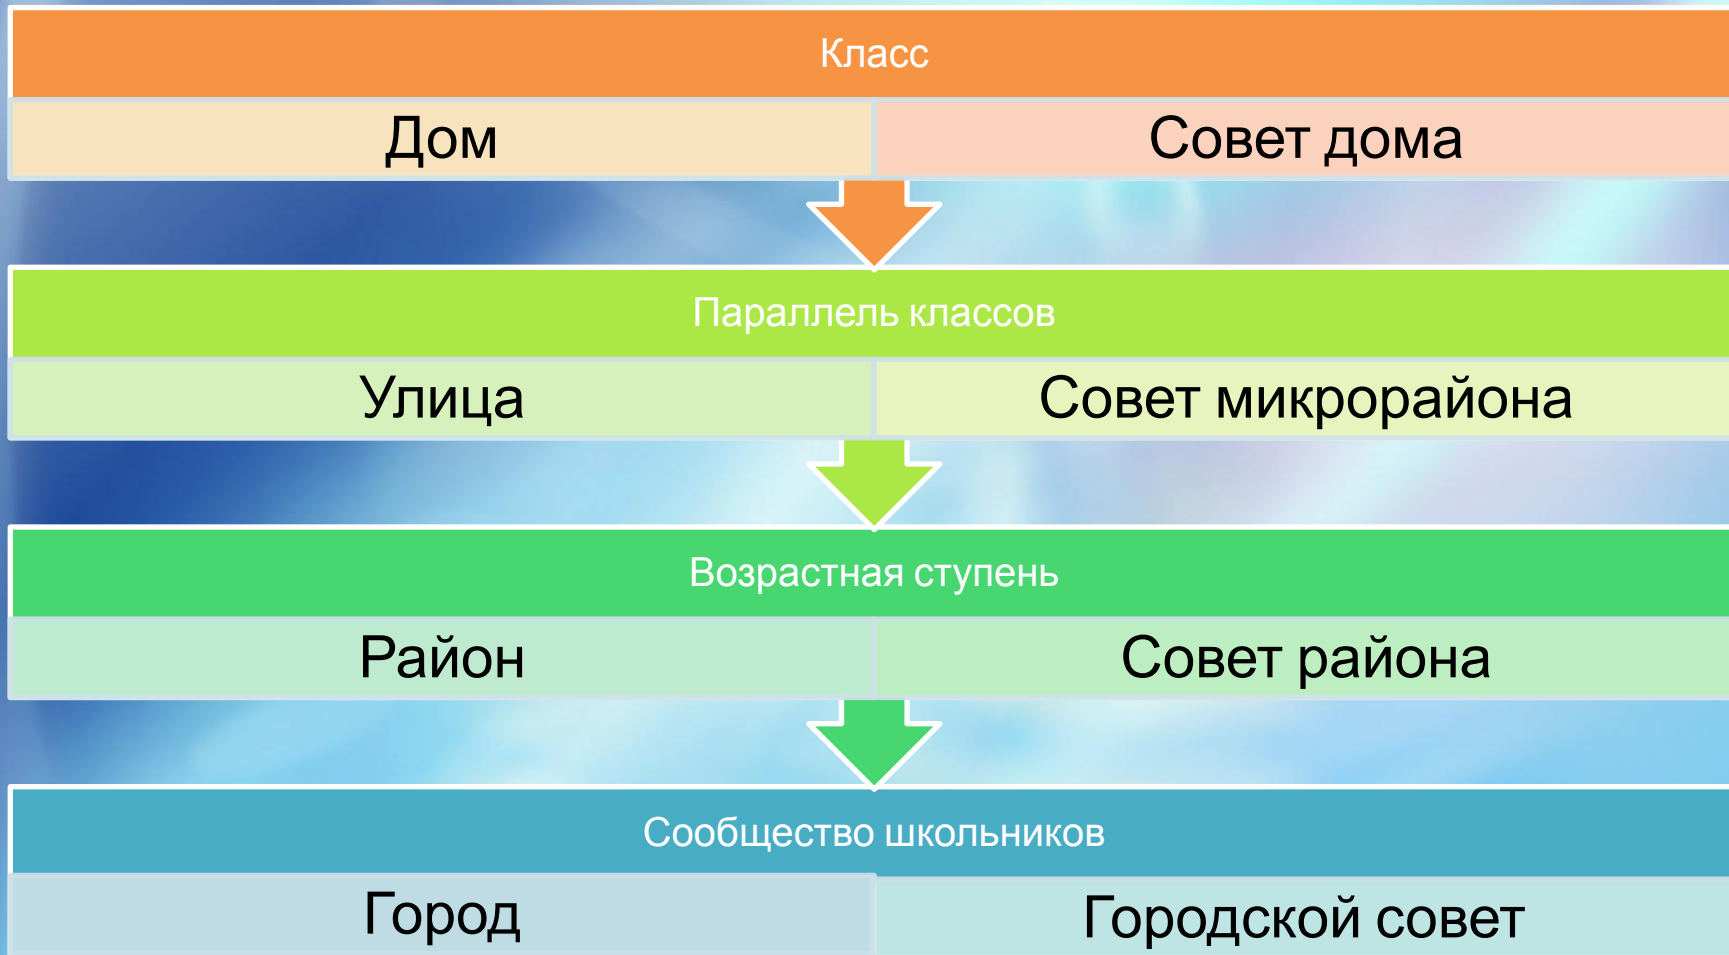 Класс
Дом
Совет дома
Параллель классов
Улица
Совет микрорайона
Возрастная ступень
Район
Совет района
Сообщество школьников
Город
Городской совет